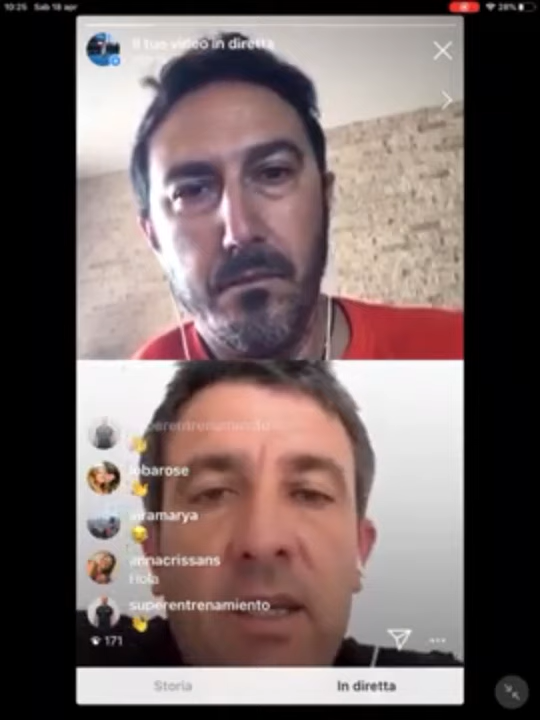 10:25 Sab 18 apr
28%
Il tuo video in diretta
superentrenamiento
lobarose
annacrissans
Hola
superentrenamiento
171
Storia
In diretta